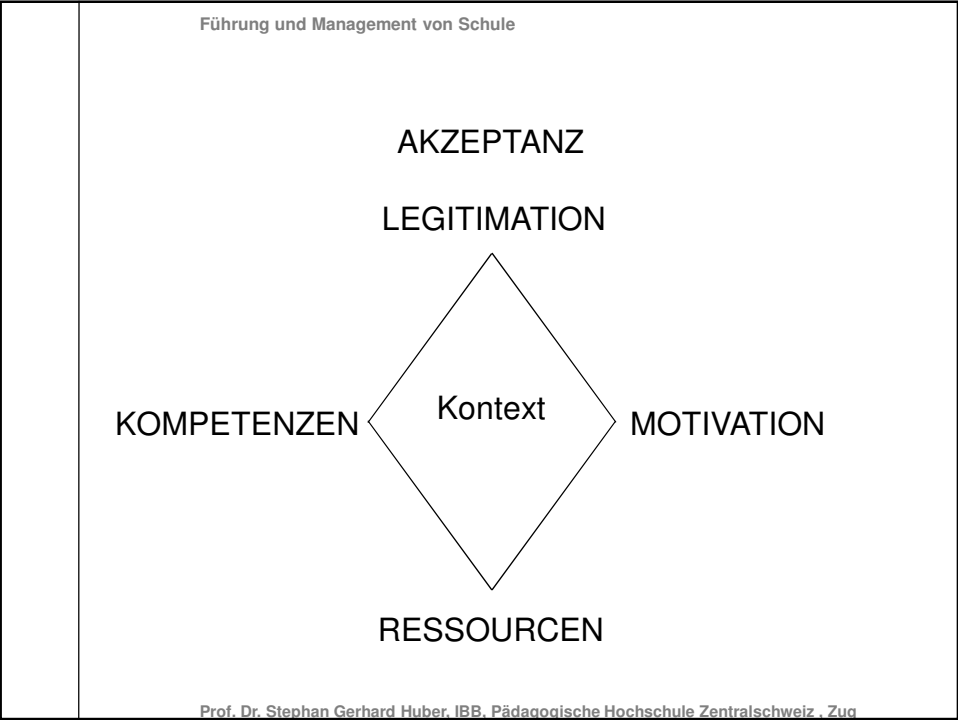 Führung und Management von Schule
AKZEPTANZ
LEGITIMATION
Kontext
KOMPETENZEN
MOTIVATION
RESSOURCEN
Prof. Dr. Stephan Gerhard Huber, IBB, Pädagogische Hochschule Zentralschweiz , Zug